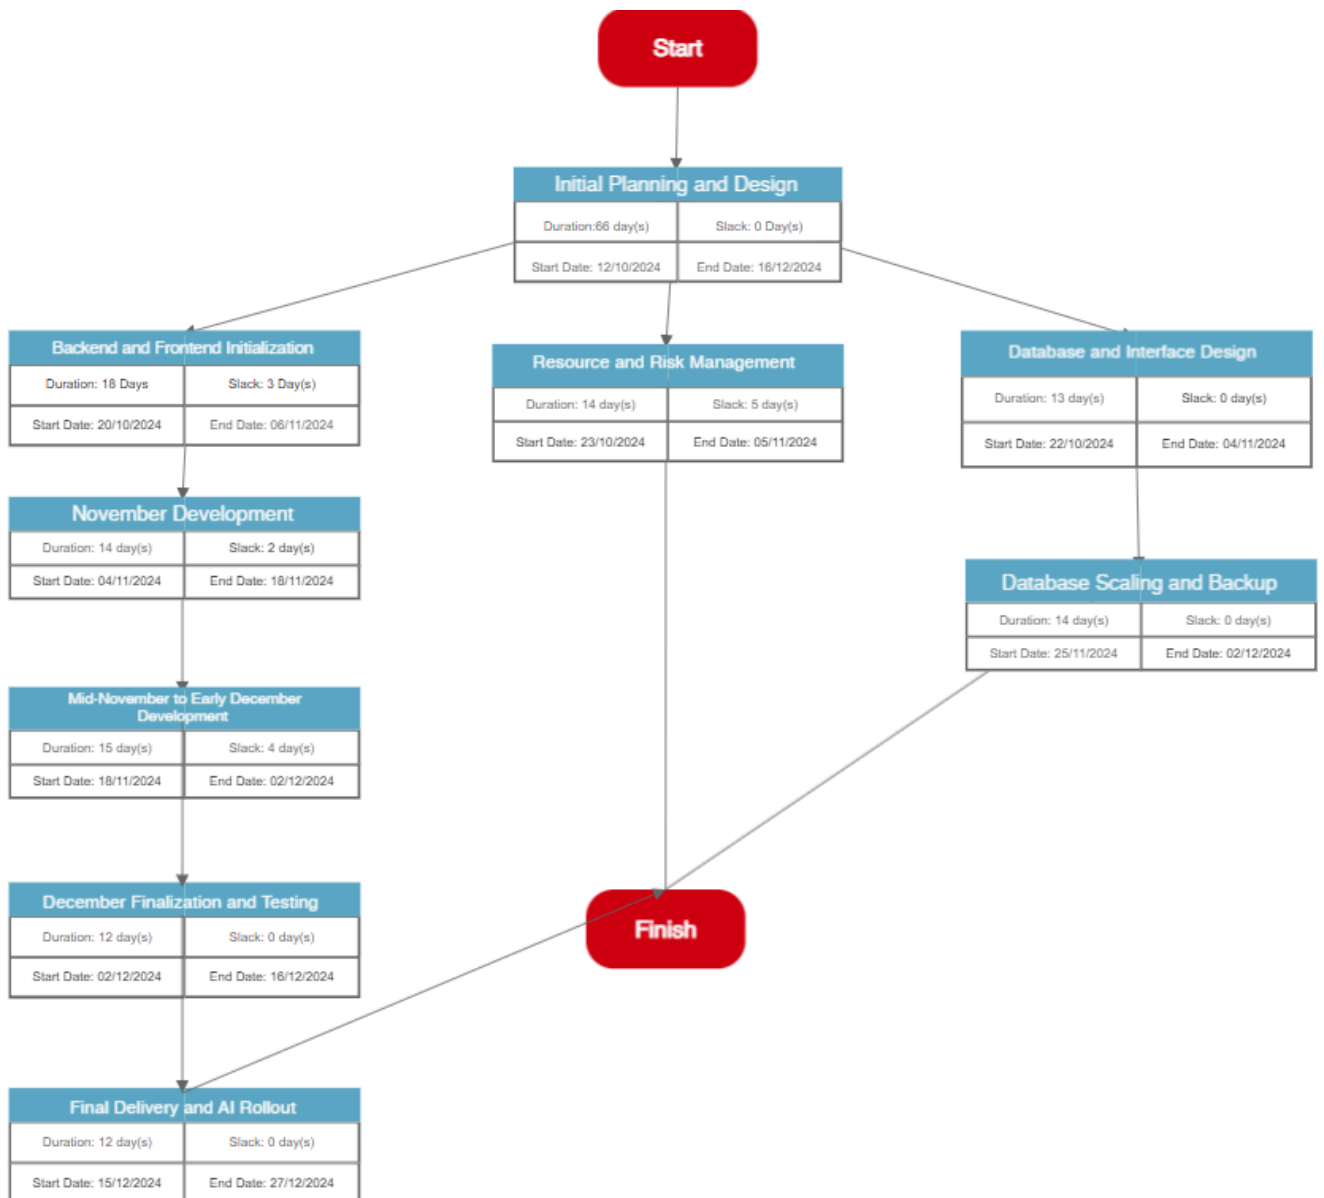 Start
Initial Planning and Design
Duration:66 day(s)
Slack: 0 Day(s)
Start Date: 12/10/2024
End Date: 16/12/2024
Backend and Frontend Initialization
Duration: 18 Days
Slack: 3 Day(s)
Start Date: 20/10/2024
End Date: 06/11/2024
Resource and Risk Management
Duration: 14 day(s)
Slack: 5 day(s)
Start Date: 23/10/2024
End Date: 05/11/2024
Database and Interface Design
Duration: 13 day(s)
Slack: 0 day(s)
Start Date: 22/10/2024
End Date: 04/11/2024
November Development
Duration: 14 day(s)
Slack: 2 day(s)
Start Date: 04/11/2024
End Date: 18/11/2024
Database Scaling and Backup
Duration: 14 day(s)
Slack: 0 day(s)
Start Date: 25/11/2024
End Date: 02/12/2024
Mid-November to Early December
Development
Duration: 15 day(s)
Slack: 4 day(s)
Start Date: 18/11/2024
End Date: 02/12/2024
December Finalization and Testing
Duration: 12 day(s)
Slack: 0 day(s)
Start Date: 02/12/2024
End Date: 16/12/2024
Finish
Final Delivery and AI Rollout
Duration: 12 day(s)
Slack: 0 day(s)
Start Date: 15/12/2024
End Date: 27/12/2024